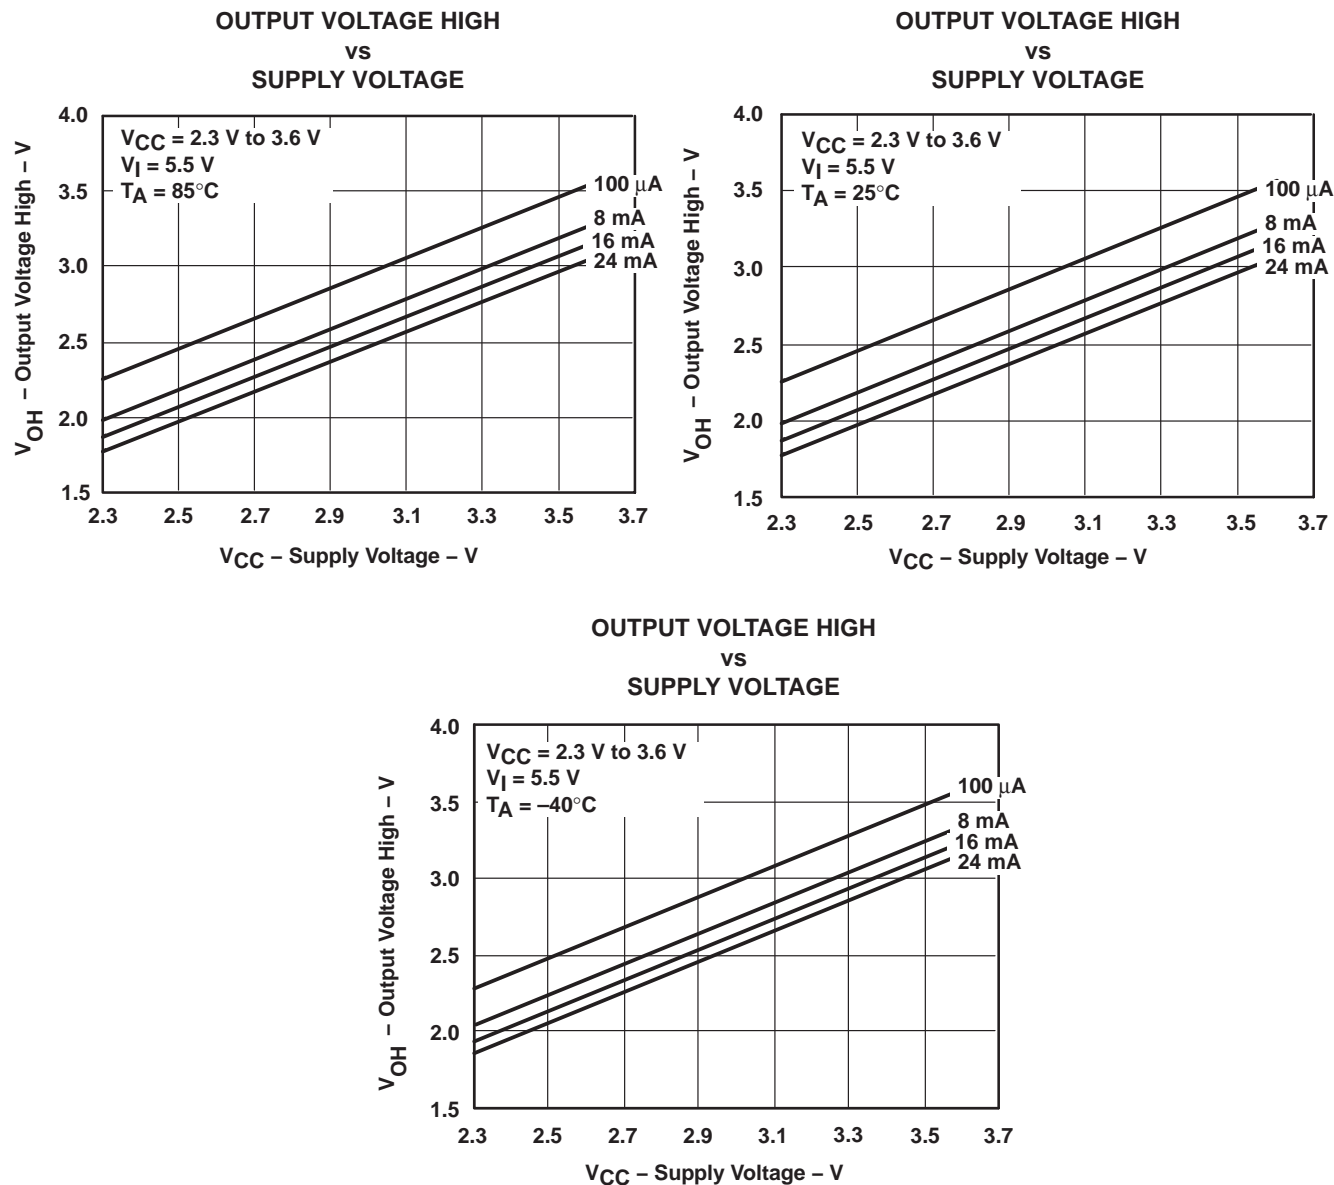 OUTPUT VOLTAGE HIGH
vs
SUPPLY VOLTAGE
4.0
3.5
3.0
2.5
2.0
1.5
VOH – Output Voltage High – V
VCC = 2.3 V to 3.6 V
VI = 5.5 V
TA = 85°C
100 µA
8 mA
16 mA
24 mA
2.3 2.5 2.7 2.9 3.1 3.3 3.5 3.7
VCC – Supply Voltage – V
OUTPUT VOLTAGE HIGH
vs
SUPPLY VOLTAGE
4.0
3.5
3.0
2.5
2.0
1.5
VOH – Output Voltage High – V
VCC = 2.3 V to 3.6 V
VI = 5.5 V
TA = 25°C
100 µA
8 mA
16 mA
24 mA
2.3 2.5 2.7 2.9 3.1 3.3 3.5 3.7
VCC – Supply Voltage – V
OUTPUT VOLTAGE HIGH
vs
SUPPLY VOLTAGE
4.0
3.5
3.0
2.5
2.0
1.5
VOH – Output Voltage High – V
VCC = 2.3 V to 3.6 V
VI = 5.5 V
TA = –40°C
100 µA
8 mA
16 mA
24 mA
2.3 2.5 2.7 2.9 3.1 3.3 3.5 3.7
VCC – Supply Voltage – V